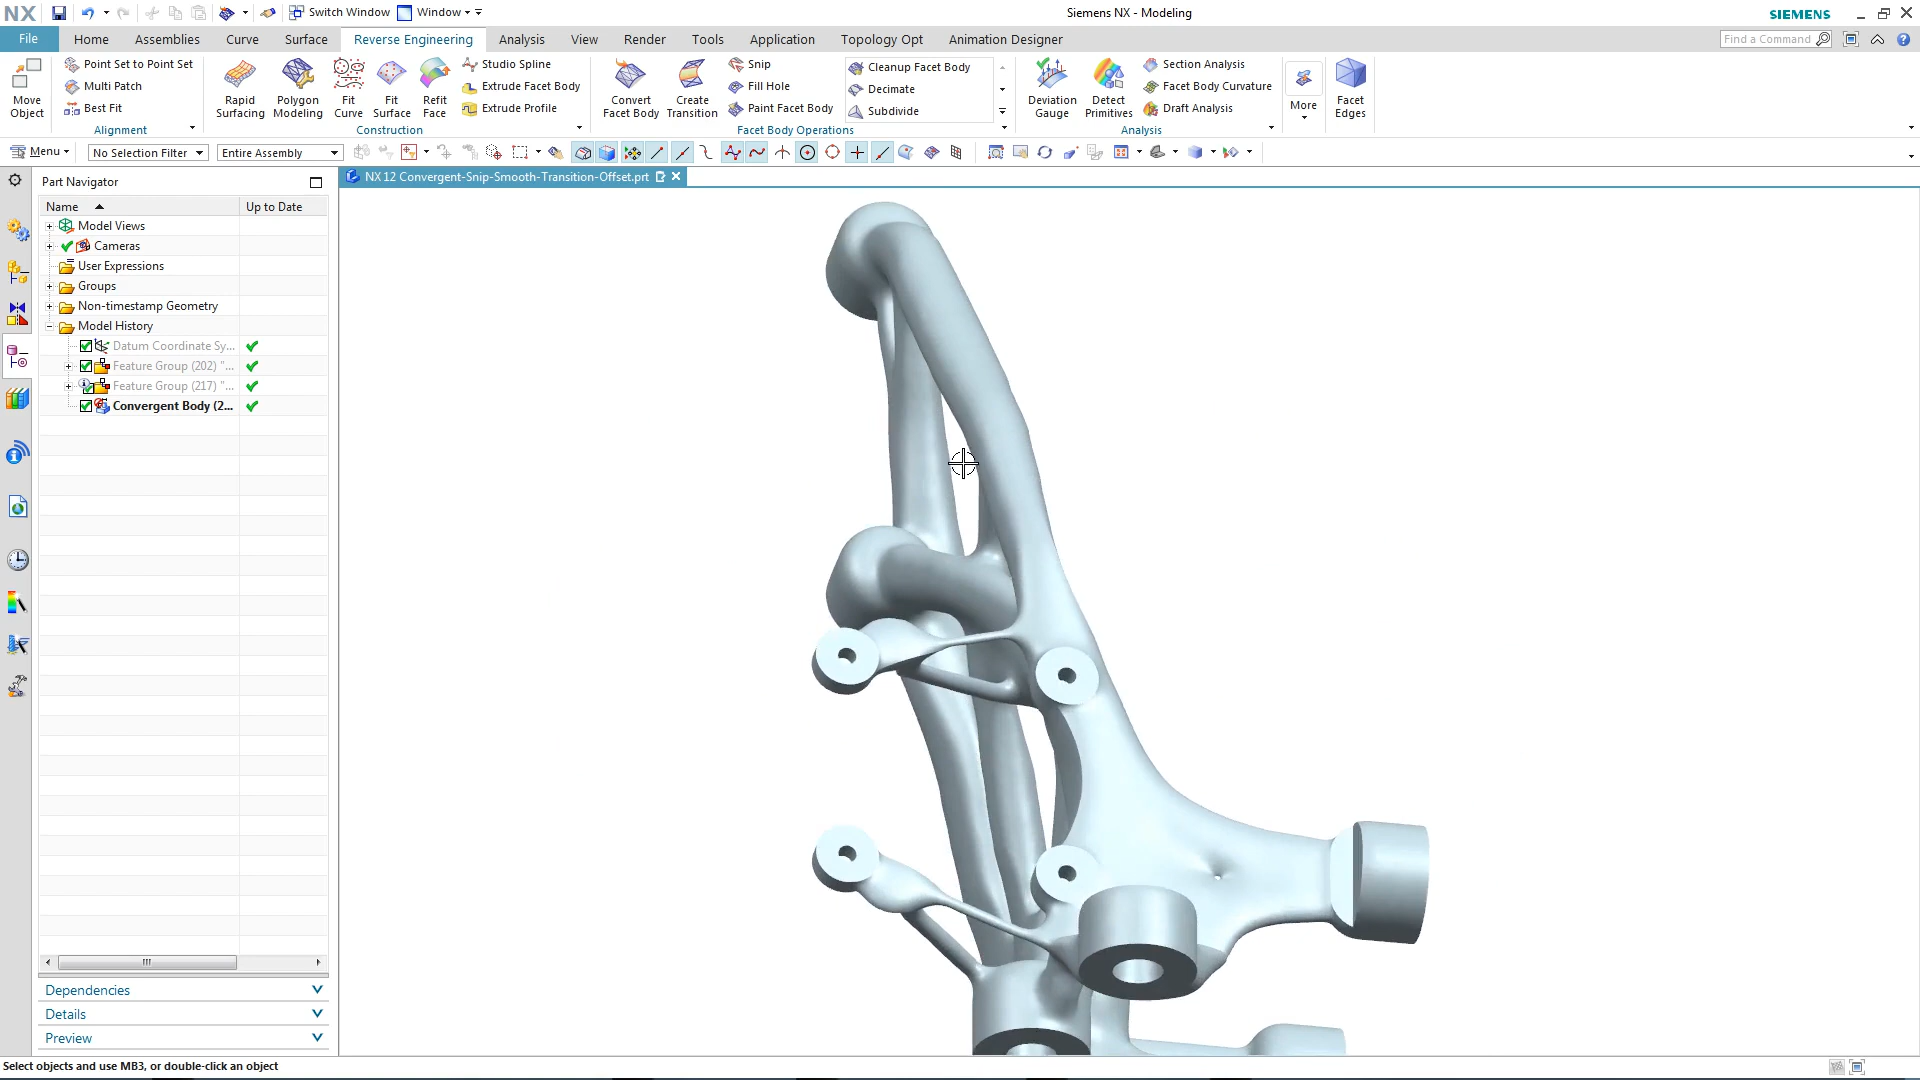 NX
Switch Window
Window
Siemens NX - Modeling
SIEMENS
File
Home
Assemblies
Curve
Surface
Reverse Engineering
Analysis
View
Render
Tools
Application
Topology Opt
Animation Designer
Find a Command
Move Object
Point Set to Point Set
Multi Patch
Best Fit
Alignment
Rapid Surfacing
Polygon Modeling
Fit Curve
Fit Surface
Refit Face
Studio Spline
Extrude Facet Body
Extrude Profile
Construction
Convert Facet Body
Create Transition
Snip
Fill Hole
Paint Facet Body
Cleanup Facet Body
Decimate
Subdivide
Facet Body Operations
Deviation Gauge
Detect Primitives
Section Analysis
Facet Body Curvature
Draft Analysis
Analysis
More
Facet Edges
Menu
No Selection Filter
Entire Assembly
Part Navigator
NX 12 Convergent-Snip-Smooth-Transition-Offset.prt
Name
Up to Date
Model Views
Cameras
User Expressions
Groups
Non-timestamp Geometry
Model History
Datum Coordinate Sy...
Feature Group (202) "...
Feature Group (217) "...
Convergent Body (2...
Dependencies
Details
Preview
Select objects and use MB3, or double-click an object